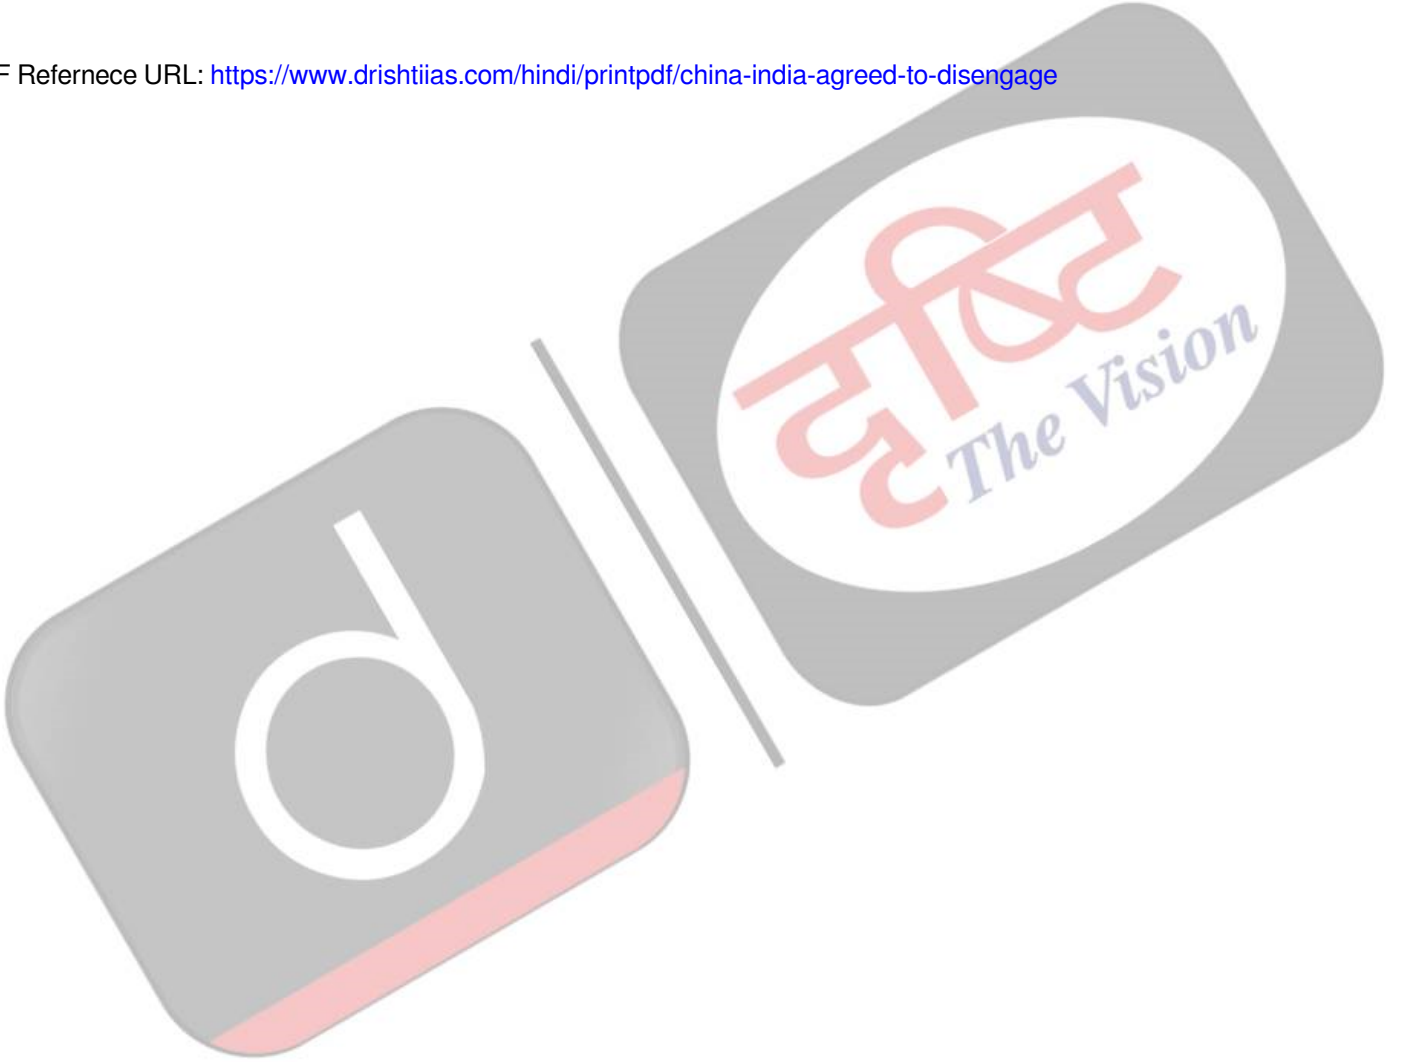 F Refernece URL: https://www.drishtiias.com/hindi/printpdf/china-india-agreed-to-disengage
दृष्टि
The Vision
d